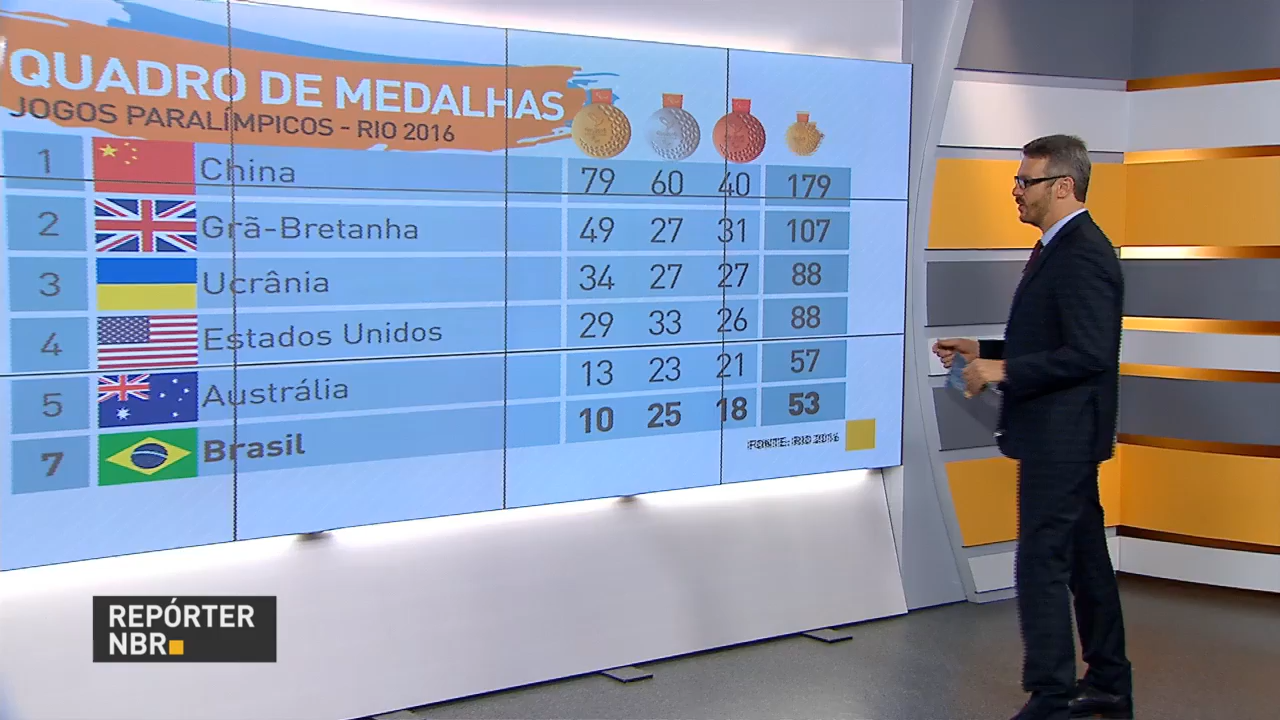 QUADRO DE MEDALHAS
JOGOS PARALÍMPICOS - RIO 2016
1 China 79 60 40 179
2 Grã-Bretanha 49 27 31 107
3 Ucrânia 34 27 27 88
4 Estados Unidos 29 33 26 88
5 Austrália 13 23 21 57
7 Brasil 10 25 18 53
FONTE: RIO 2016
REPÓRTER
NBR